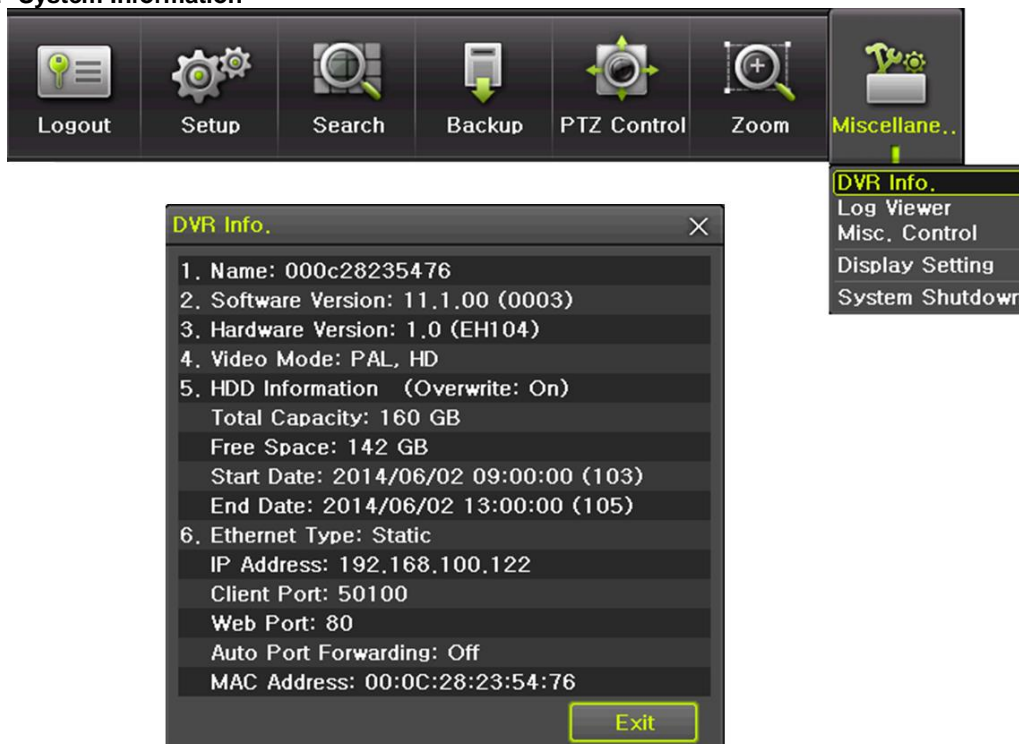 System Information
Logout Setup Search Backup PTZ Control Zoom Miscellane..
DVR Info.
Log Viewer
Misc. Control
Display Setting
System Shutdown
DVR Info.
1. Name: 000c28235476
2. Software Version: 11.1.00 (0003)
3. Hardware Version: 1.0 (EH104)
4. Video Mode: PAL, HD
5. HDD Information (Overwrite: On)
Total Capacity: 160 GB
Free Space: 142 GB
Start Date: 2014/06/02 09:00:00 (103)
End Date: 2014/06/02 13:00:00 (105)
6. Ethernet Type: Static
IP Address: 192.168.100.122
Client Port: 50100
Web Port: 80
Auto Port Forwarding: Off
MAC Address: 00:0C:28:23:54:76
Exit